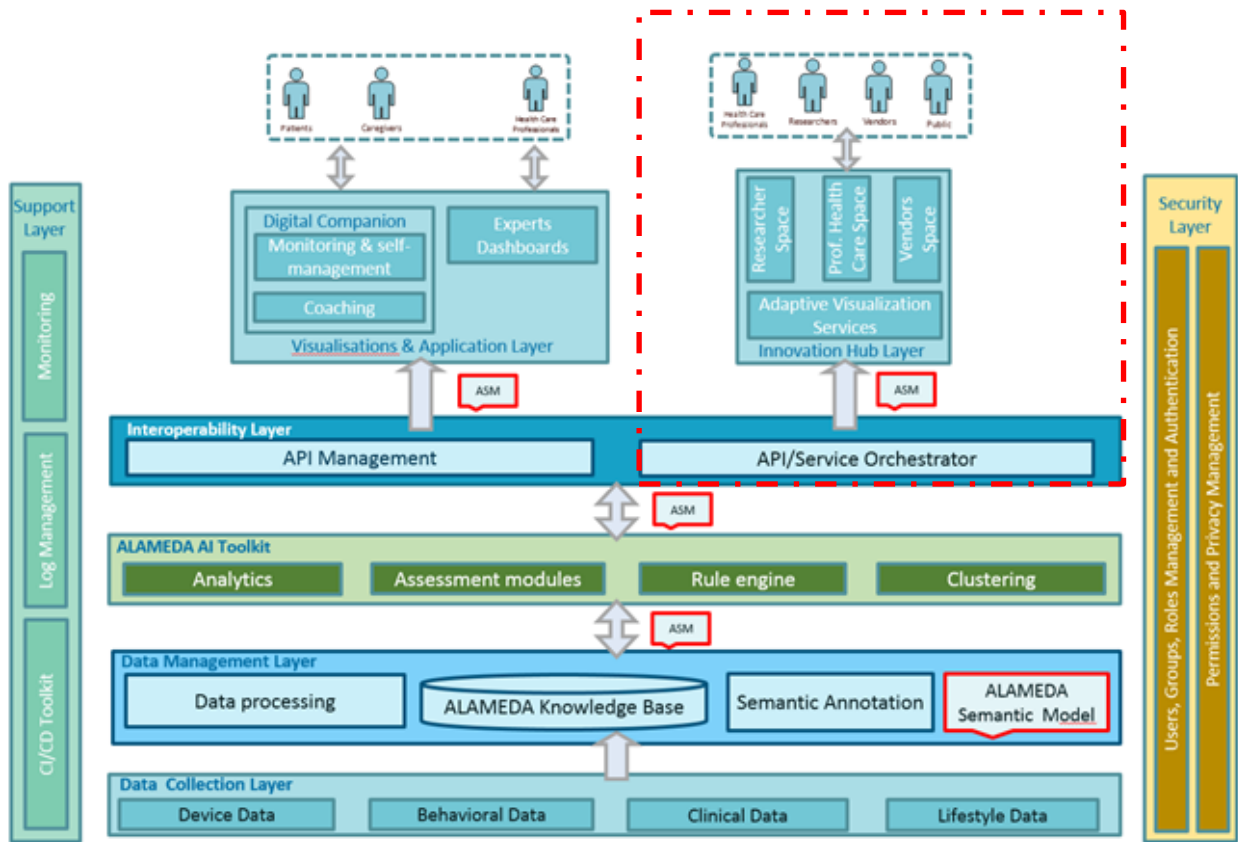 Patients
Caregivers
Health Care
Professionals
Health Care
Professionals
Researchers
Vendors
Public
Support
Layer
Monitoring
Log Management
CI/CD Toolkit
Digital Companion
Monitoring & self-
management
Coaching
Experts
Dashboards
Visualisations & Application Layer
Researcher
Space
Prof. Health
Care Space
Vendors
Space
Adaptive Visualization
Services
Innovation Hub Layer
Security
Layer
Users, Groups, Roles Management and Authentication
Permissions and Privacy Management
ASM
ASM
Interoperability Layer
API Management
API/Service Orchestrator
ASM
ALAMEDA AI Toolkit
Analytics
Assessment modules
Rule engine
Clustering
ASM
Data Management Layer
Data processing
ALAMEDA Knowledge Base
Semantic Annotation
ALAMEDA
Semantic Model
Data Collection Layer
Device Data
Behavioral Data
Clinical Data
Lifestyle Data